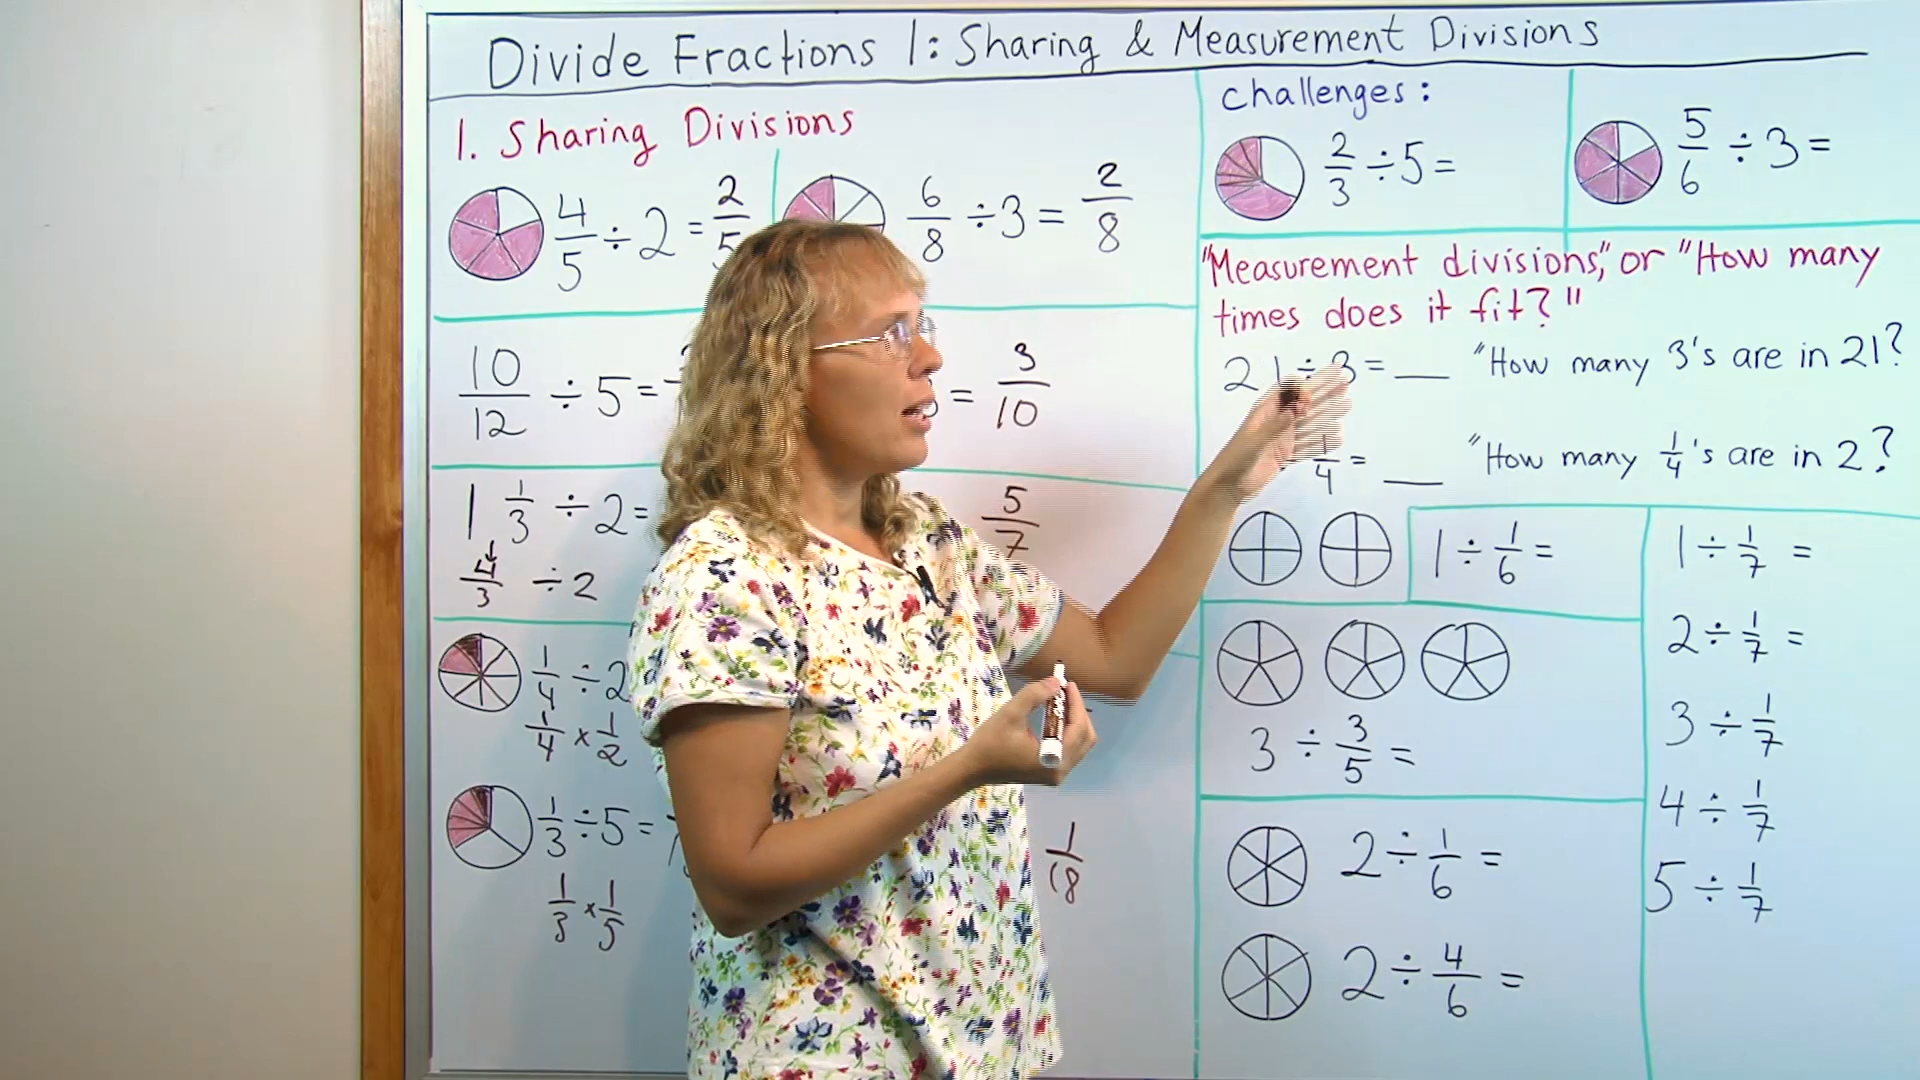 Divide Fractions 1: Sharing & Measurement Divisions
1. Sharing Divisions
4/5 ÷ 2 = 2/5
6/8 ÷ 3 = 2/8
10/12 ÷ 5 =
= 3/10
1 1/3 ÷ 2 =
4/3 ÷ 2
5/7
1/4 ÷ 2
1/4 × 1/2
1/3 ÷ 5 =
1/3 × 1/5
1/18
Challenges:
2/3 ÷ 5 =
5/6 ÷ 3 =
"Measurement divisions," or "How many
times does it fit?"
21 ÷ 3 = __ "How many 3's are in 21?
1/4 = __ "How many 1/4's are in 2?
1 ÷ 1/6 =
3 ÷ 3/5 =
2 ÷ 1/6 =
2 ÷ 4/6 =
1 ÷ 1/7 =
2 ÷ 1/7 =
3 ÷ 1/7
4 ÷ 1/7
5 ÷ 1/7